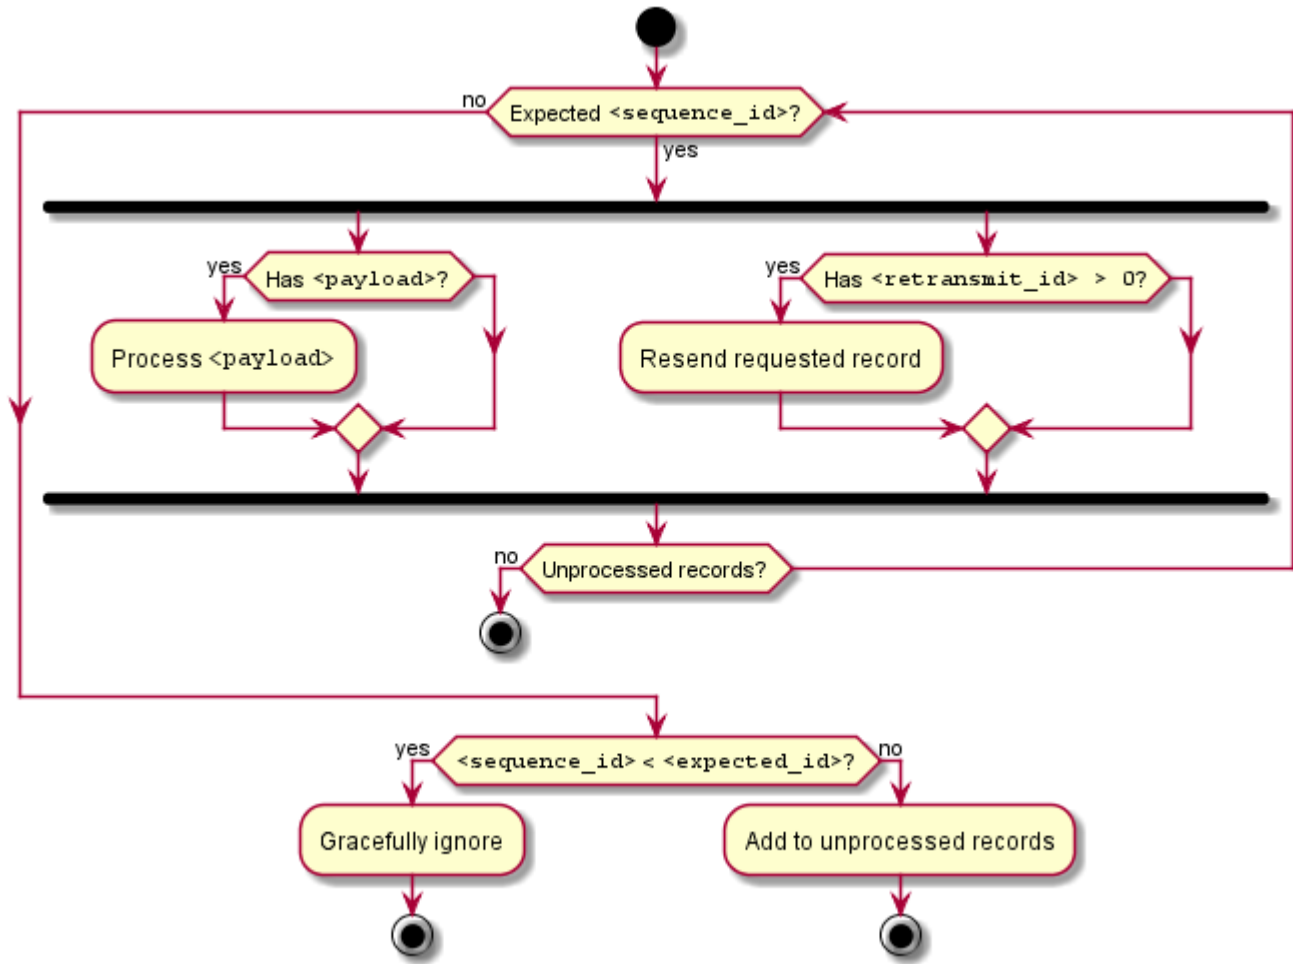 no
Expected <sequence_id>?
yes
yes
Has <payload>?
yes
Has <retransmit_id> > 0?
Process <payload>
Resend requested record
no
Unprocessed records?
yes
<sequence_id> < <expected_id>?
no
Gracefully ignore
Add to unprocessed records